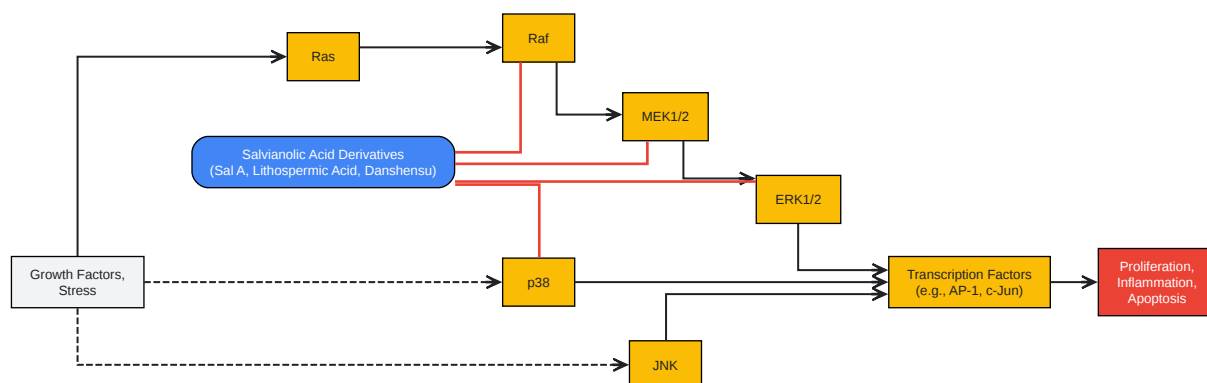 Ras
Raf
MEK1/2
Salvianolic Acid Derivatives
(Sal A, Lithospermic Acid, Danshensu)
ERK1/2
Growth Factors,
Stress
p38
Transcription Factors
(e.g., AP-1, c-Jun)
Proliferation,
Inflammation,
Apoptosis
JNK